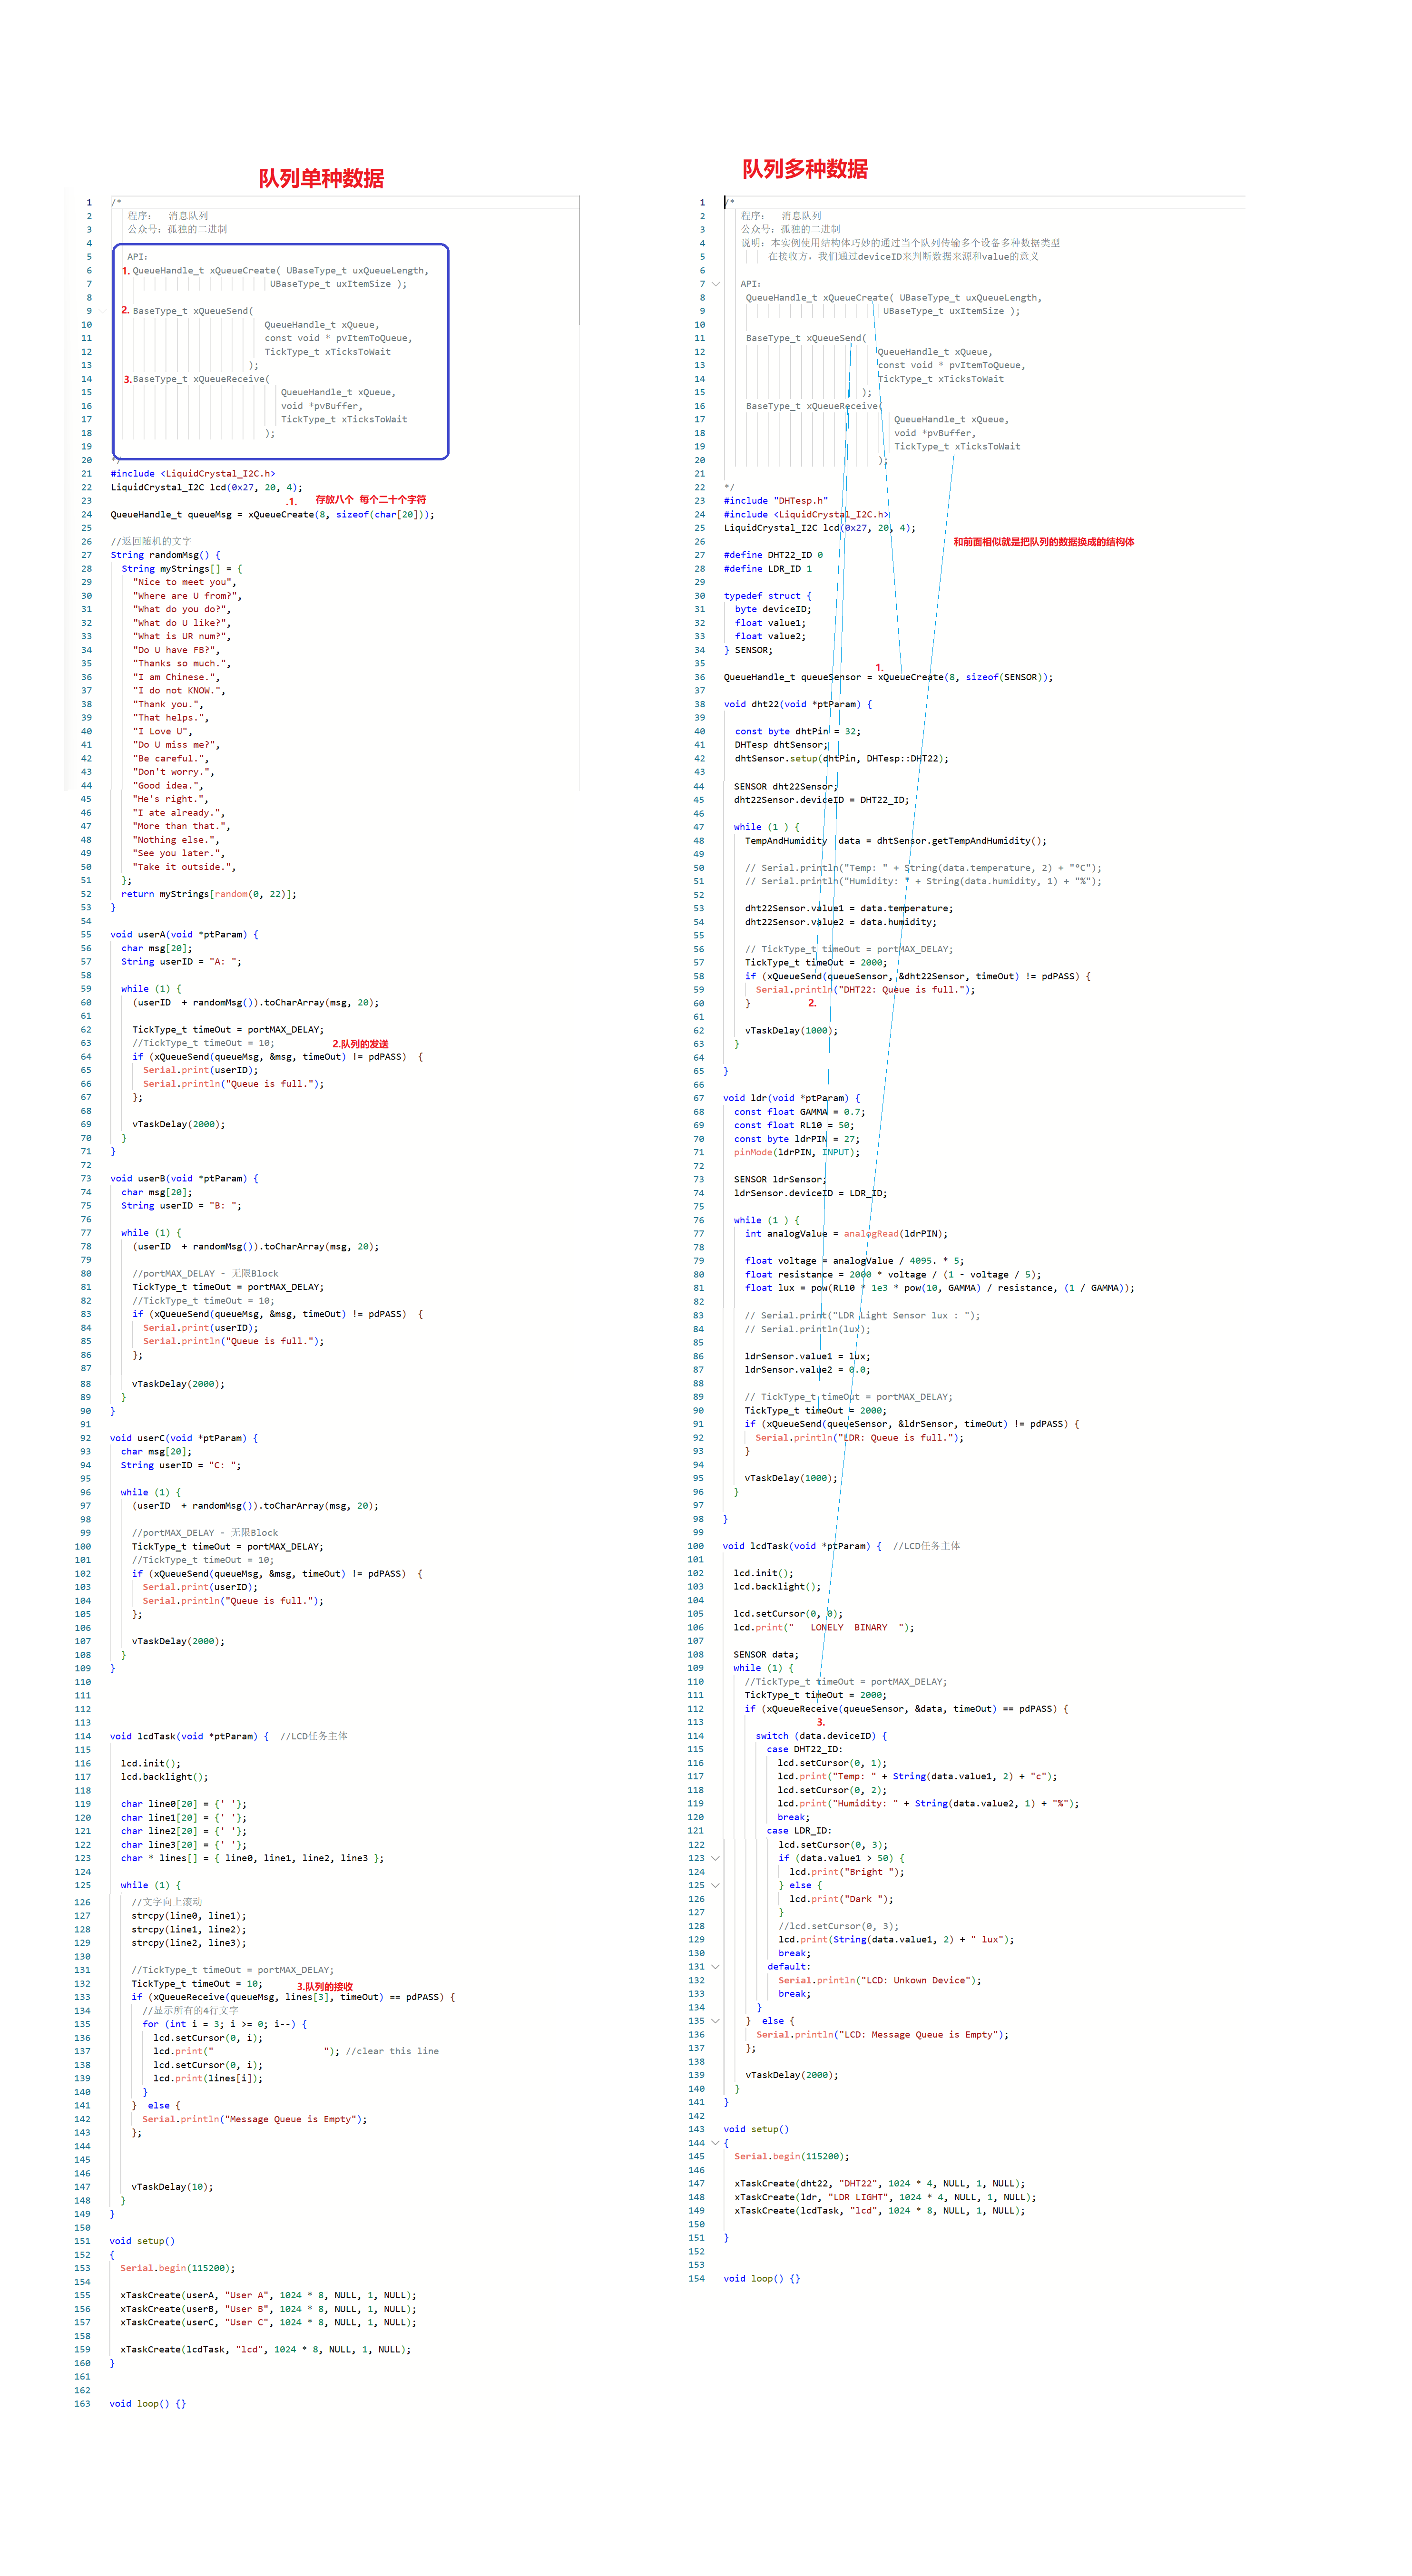 队列单种数据
1 /*
2 程序： 消息队列
3 公众号：孤独的二进制
4
5 API：
6 1. QueueHandle_t xQueueCreate( UBaseType_t uxQueueLength,
7 UBaseType_t uxItemSize );
8
9 2. BaseType_t xQueueSend(
10 QueueHandle_t xQueue,
11 const void * pvItemToQueue,
12 TickType_t xTicksToWait
13 );
14 3. BaseType_t xQueueReceive(
15 QueueHandle_t xQueue,
16 void *pvBuffer,
17 TickType_t xTicksToWait
18 );
19
20 */
21 #include <LiquidCrystal_I2C.h>
22 LiquidCrystal_I2C lcd(0x27, 20, 4);
23 .1. 存放八个 每个二十个字符
24 QueueHandle_t queueMsg = xQueueCreate(8, sizeof(char[20]));
25
26 //返回随机的文字
27 String randomMsg() {
28 String myStrings[] = {
29 "Nice to meet you",
30 "Where are U from?",
31 "What do you do?",
32 "What do U like?",
33 "What is UR num?",
34 "Do U have FB?",
35 "Thanks so much.",
36 "I am Chinese.",
37 "I do not KNOW.",
38 "Thank you.",
39 "That helps.",
40 "I Love U",
41 "Do U miss me?",
42 "Be careful.",
43 "Don't worry.",
44 "Good idea.",
45 "He's right.",
46 "I ate already.",
47 "More than that.",
48 "Nothing else.",
49 "See you later.",
50 "Take it outside.",
51 };
52 return myStrings[random(0, 22)];
53 }
54
55 void userA(void *ptParam) {
56 char msg[20];
57 String userID = "A: ";
58
59 while (1) {
60 (userID  + randomMsg()).toCharArray(msg, 20);
61
62 TickType_t timeOut = portMAX_DELAY;
63 //TickType_t timeOut = 10; 2.队列的发送
64 if (xQueueSend(queueMsg, &msg, timeOut) != pdPASS)  {
65 Serial.print(userID);
66 Serial.println("Queue is full.");
67 };
68
69 vTaskDelay(2000);
70 }
71 }
72
73 void userB(void *ptParam) {
74 char msg[20];
75 String userID = "B: ";
76
77 while (1) {
78 (userID  + randomMsg()).toCharArray(msg, 20);
79
80 //portMAX_DELAY - 无限Block
81 TickType_t timeOut = portMAX_DELAY;
82 //TickType_t timeOut = 10;
83 if (xQueueSend(queueMsg, &msg, timeOut) != pdPASS)  {
84 Serial.print(userID);
85 Serial.println("Queue is full.");
86 };
87
88 vTaskDelay(2000);
89 }
90 }
91
92 void userC(void *ptParam) {
93 char msg[20];
94 String userID = "C: ";
95
96 while (1) {
97 (userID  + randomMsg()).toCharArray(msg, 20);
98
99 //portMAX_DELAY - 无限Block
100 TickType_t timeOut = portMAX_DELAY;
101 //TickType_t timeOut = 10;
102 if (xQueueSend(queueMsg, &msg, timeOut) != pdPASS)  {
103 Serial.print(userID);
104 Serial.println("Queue is full.");
105 };
106
107 vTaskDelay(2000);
108 }
109 }
110
111
112
113
114 void lcdTask(void *ptParam) {  //LCD任务主体
115
116 lcd.init();
117 lcd.backlight();
118
119 char line0[20] = {' '};
120 char line1[20] = {' '};
121 char line2[20] = {' '};
122 char line3[20] = {' '};
123 char * lines[] = { line0, line1, line2, line3 };
124
125 while (1) {
126 //文字向上滚动
127 strcpy(line0, line1);
128 strcpy(line1, line2);
129 strcpy(line2, line3);
130
131 //TickType_t timeOut = portMAX_DELAY;
132 TickType_t timeOut = 10; 3.队列的接收
133 if (xQueueReceive(queueMsg, lines[3], timeOut) == pdPASS) {
134 //显示所有的4行文字
135 for (int i = 3; i >= 0; i--) {
136 lcd.setCursor(0, i);
137 lcd.print("                    "); //clear this line
138 lcd.setCursor(0, i);
139 lcd.print(lines[i]);
140 }
141 }  else {
142 Serial.println("Message Queue is Empty");
143 };
144
145
146
147 vTaskDelay(10);
148 }
149 }
150
151 void setup()
152 {
153 Serial.begin(115200);
154
155 xTaskCreate(userA, "User A", 1024 * 8, NULL, 1, NULL);
156 xTaskCreate(userB, "User B", 1024 * 8, NULL, 1, NULL);
157 xTaskCreate(userC, "User C", 1024 * 8, NULL, 1, NULL);
158
159 xTaskCreate(lcdTask, "lcd", 1024 * 8, NULL, 1, NULL);
160 }
161
162
163 void loop() {}
队列多种数据
1 /*
2 程序： 消息队列
3 公众号：孤独的二进制
4 说明：本实例使用结构体巧妙的通过当个队列传输多个设备多种数据类型
5 在接收方，我们通过deviceID来判断数据来源和value的意义
6
7 API：
8 QueueHandle_t xQueueCreate( UBaseType_t uxQueueLength,
9 UBaseType_t uxItemSize );
10
11 BaseType_t xQueueSend(
12 QueueHandle_t xQueue,
13 const void * pvItemToQueue,
14 TickType_t xTicksToWait
15 );
16 BaseType_t xQueueReceive(
17 QueueHandle_t xQueue,
18 void *pvBuffer,
19 TickType_t xTicksToWait
20 );
21
22 */
23 #include "DHTesp.h"
24 #include <LiquidCrystal_I2C.h>
25 LiquidCrystal_I2C lcd(0x27, 20, 4);
26 和前面相似就是把队列的数据换成的结构体
27 #define DHT22_ID 0
28 #define LDR_ID 1
29
30 typedef struct {
31 byte deviceID;
32 float value1;
33 float value2;
34 } SENSOR;
35 1.
36 QueueHandle_t queueSensor = xQueueCreate(8, sizeof(SENSOR));
37
38 void dht22(void *ptParam) {
39
40 const byte dhtPin = 32;
41 DHTesp dhtSensor;
42 dhtSensor.setup(dhtPin, DHTesp::DHT22);
43
44 SENSOR dht22Sensor;
45 dht22Sensor.deviceID = DHT22_ID;
46
47 while (1 ) {
48 TempAndHumidity  data = dhtSensor.getTempAndHumidity();
49
50 // Serial.println("Temp: " + String(data.temperature, 2) + "°C");
51 // Serial.println("Humidity: " + String(data.humidity, 1) + "%");
52
53 dht22Sensor.value1 = data.temperature;
54 dht22Sensor.value2 = data.humidity;
55
56 // TickType_t timeOut = portMAX_DELAY;
57 TickType_t timeOut = 2000;
58 if (xQueueSend(queueSensor, &dht22Sensor, timeOut) != pdPASS) {
59 Serial.println("DHT22: Queue is full.");
60 } 2.
61
62 vTaskDelay(1000);
63 }
64
65 }
66
67 void ldr(void *ptParam) {
68 const float GAMMA = 0.7;
69 const float RL10 = 50;
70 const byte ldrPIN = 27;
71 pinMode(ldrPIN, INPUT);
72
73 SENSOR ldrSensor;
74 ldrSensor.deviceID = LDR_ID;
75
76 while (1 ) {
77 int analogValue = analogRead(ldrPIN);
78
79 float voltage = analogValue / 4095. * 5;
80 float resistance = 2000 * voltage / (1 - voltage / 5);
81 float lux = pow(RL10 * 1e3 * pow(10, GAMMA) / resistance, (1 / GAMMA));
82
83 // Serial.print("LDR Light Sensor lux : ");
84 // Serial.println(lux);
85
86 ldrSensor.value1 = lux;
87 ldrSensor.value2 = 0.0;
88
89 // TickType_t timeOut = portMAX_DELAY;
90 TickType_t timeOut = 2000;
91 if (xQueueSend(queueSensor, &ldrSensor, timeOut) != pdPASS) {
92 Serial.println("LDR: Queue is full.");
93 }
94
95 vTaskDelay(1000);
96 }
97
98 }
99
100 void lcdTask(void *ptParam) {  //LCD任务主体
101
102 lcd.init();
103 lcd.backlight();
104
105 lcd.setCursor(0, 0);
106 lcd.print("   LONELY  BINARY  ");
107
108 SENSOR data;
109 while (1) {
110 //TickType_t timeOut = portMAX_DELAY;
111 TickType_t timeOut = 2000;
112 if (xQueueReceive(queueSensor, &data, timeOut) == pdPASS) {
113 3.
114 switch (data.deviceID) {
115 case DHT22_ID:
116 lcd.setCursor(0, 1);
117 lcd.print("Temp: " + String(data.value1, 2) + "c");
118 lcd.setCursor(0, 2);
119 lcd.print("Humidity: " + String(data.value2, 1) + "%");
120 break;
121 case LDR_ID:
122 lcd.setCursor(0, 3);
123 if (data.value1 > 50) {
124 lcd.print("Bright ");
125 } else {
126 lcd.print("Dark ");
127 }
128 //lcd.setCursor(0, 3);
129 lcd.print(String(data.value1, 2) + " lux");
130 break;
131 default:
132 Serial.println("LCD: Unkown Device");
133 break;
134 }
135 }  else {
136 Serial.println("LCD: Message Queue is Empty");
137 };
138
139 vTaskDelay(2000);
140 }
141 }
142
143 void setup()
144 {
145 Serial.begin(115200);
146
147 xTaskCreate(dht22, "DHT22", 1024 * 4, NULL, 1, NULL);
148 xTaskCreate(ldr, "LDR LIGHT", 1024 * 4, NULL, 1, NULL);
149 xTaskCreate(lcdTask, "lcd", 1024 * 8, NULL, 1, NULL);
150
151 }
152
153
154 void loop() {}